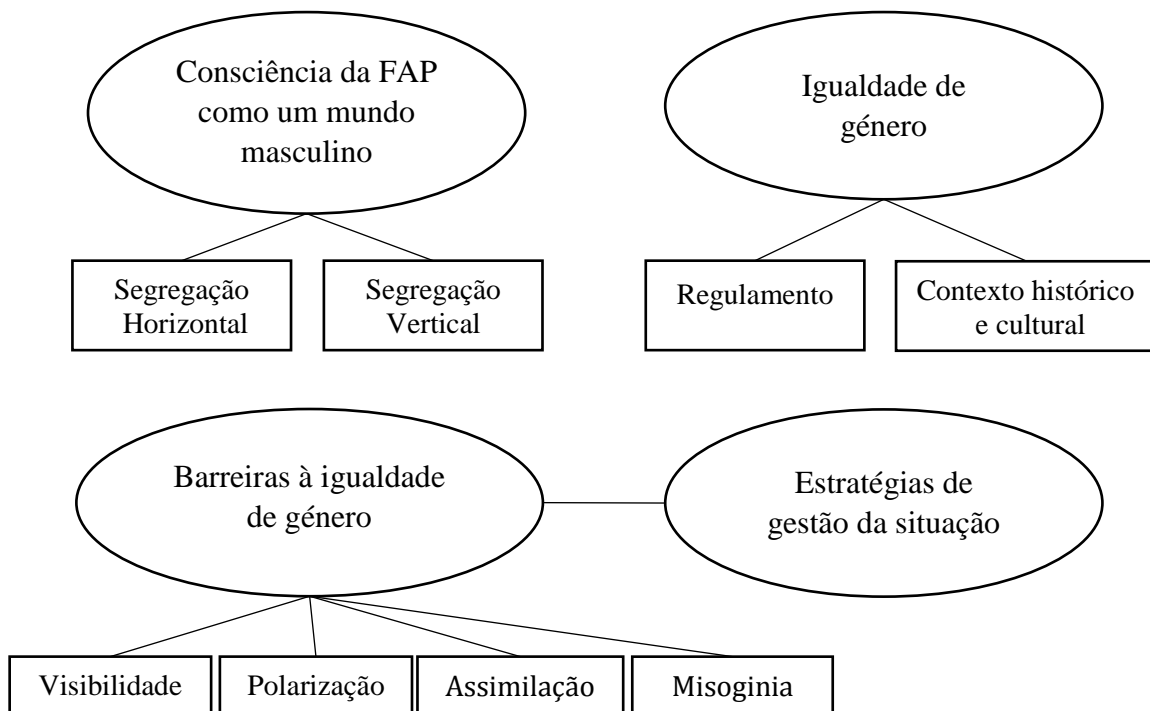 Consciência da FAP
como um mundo
masculino
Igualdade de
género
Segregação
Horizontal
Segregação
Vertical
Regulamento
Contexto histórico
e cultural
Barreiras à igualdade
de género
Estratégias de
gestão da situação
Visibilidade
Polarização
Assimilação
Misoginia